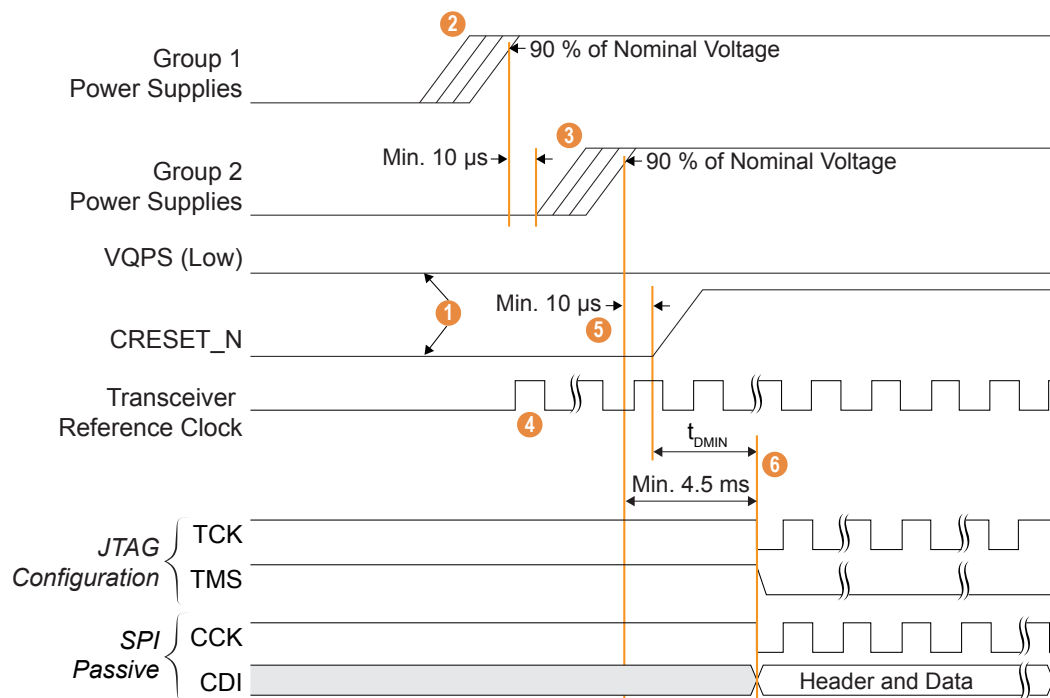 2
Group 1
Power Supplies
90 % of Nominal Voltage
3
Min. 10 µs
Group 2
Power Supplies
90 % of Nominal Voltage
VQPS (Low)
1
Min. 10 µs
5
CRESET_N
Transceiver
Reference Clock
4
tDMIN
6
Min. 4.5 ms
JTAG
Configuration
TCK
TMS
SPI
Passive
CCK
CDI
Header and Data